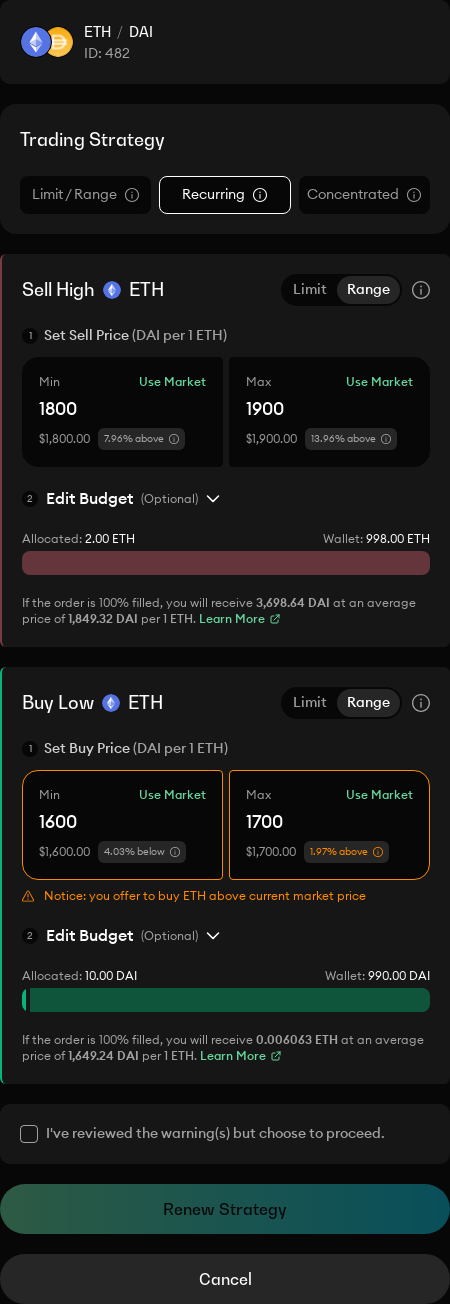 ETH / DAI
ID: 482
Trading Strategy
Limit / Range Recurring Concentrated
Sell High ETH Limit Range
1 Set Sell Price (DAI per 1 ETH)
Min Use Market Max Use Market
1800 1900
$1,800.00 7.96% above $1,900.00 13.96% above
2 Edit Budget (Optional)
Allocated: 2.00 ETH Wallet: 998.00 ETH
If the order is 100% filled, you will receive 3,698.64 DAI at an average
price of 1,849.32 DAI per 1 ETH. Learn More
Buy Low ETH Limit Range
1 Set Buy Price (DAI per 1 ETH)
Min Use Market Max Use Market
1600 1700
$1,600.00 4.03% below $1,700.00 1.97% above
Notice: you offer to buy ETH above current market price
2 Edit Budget (Optional)
Allocated: 10.00 DAI Wallet: 990.00 DAI
If the order is 100% filled, you will receive 0.006063 ETH at an average
price of 1,649.24 DAI per 1 ETH. Learn More
I've reviewed the warning(s) but choose to proceed.
Renew Strategy
Cancel